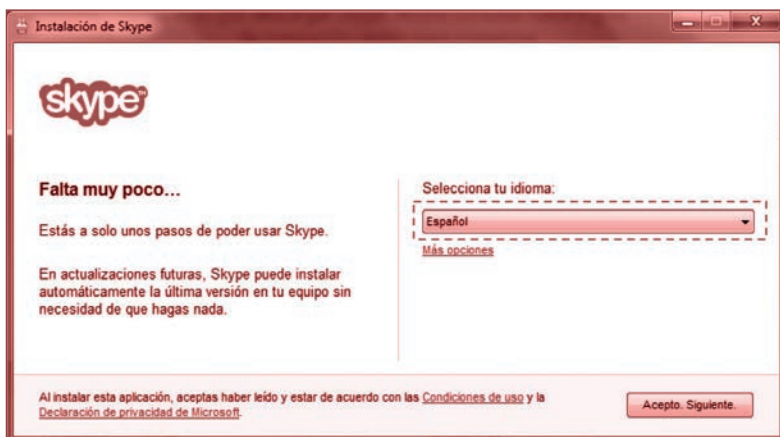 Instalación de Skype
skype™
Falta muy poco...
Estás a solo unos pasos de poder usar Skype.
En actualizaciones futuras, Skype puede instalar
automáticamente la última versión en tu equipo sin
necesidad de que hagas nada.
Selecciona tu idioma:
Español
Más opciones
Al instalar esta aplicación, aceptas haber leído y estar de acuerdo con las Condiciones de uso y la
Declaración de privacidad de Microsoft.
Acepto. Siguiente.